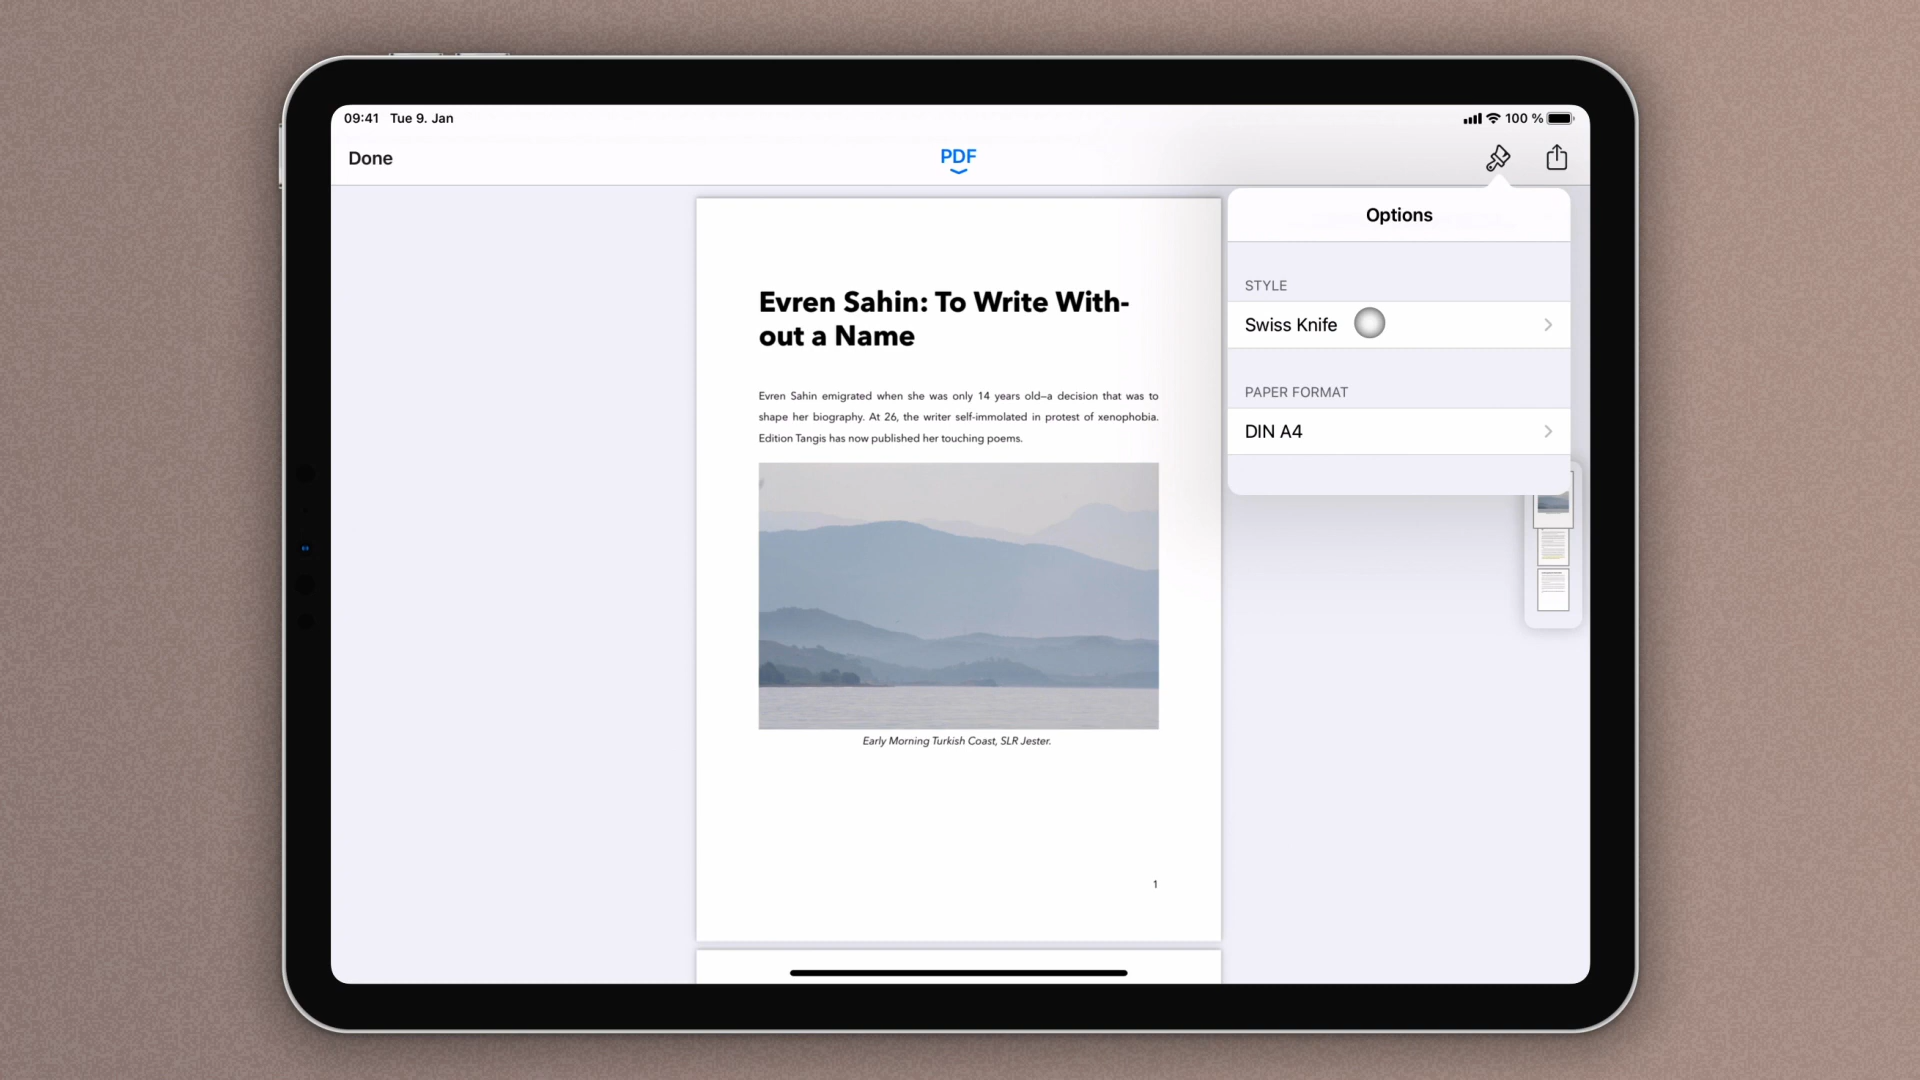 09:41 Tue 9. Jan
100 %
Done
PDF
Options
STYLE
Swiss Knife
PAPER FORMAT
DIN A4
Evren Sahin: To Write With-
out a Name
Evren Sahin emigrated when she was only 14 years old—a decision that was to
shape her biography. At 26, the writer self-immolated in protest of xenophobia.
Edition Tangis has now published her touching poems.
Early Morning Turkish Coast, SLR Jester.
1